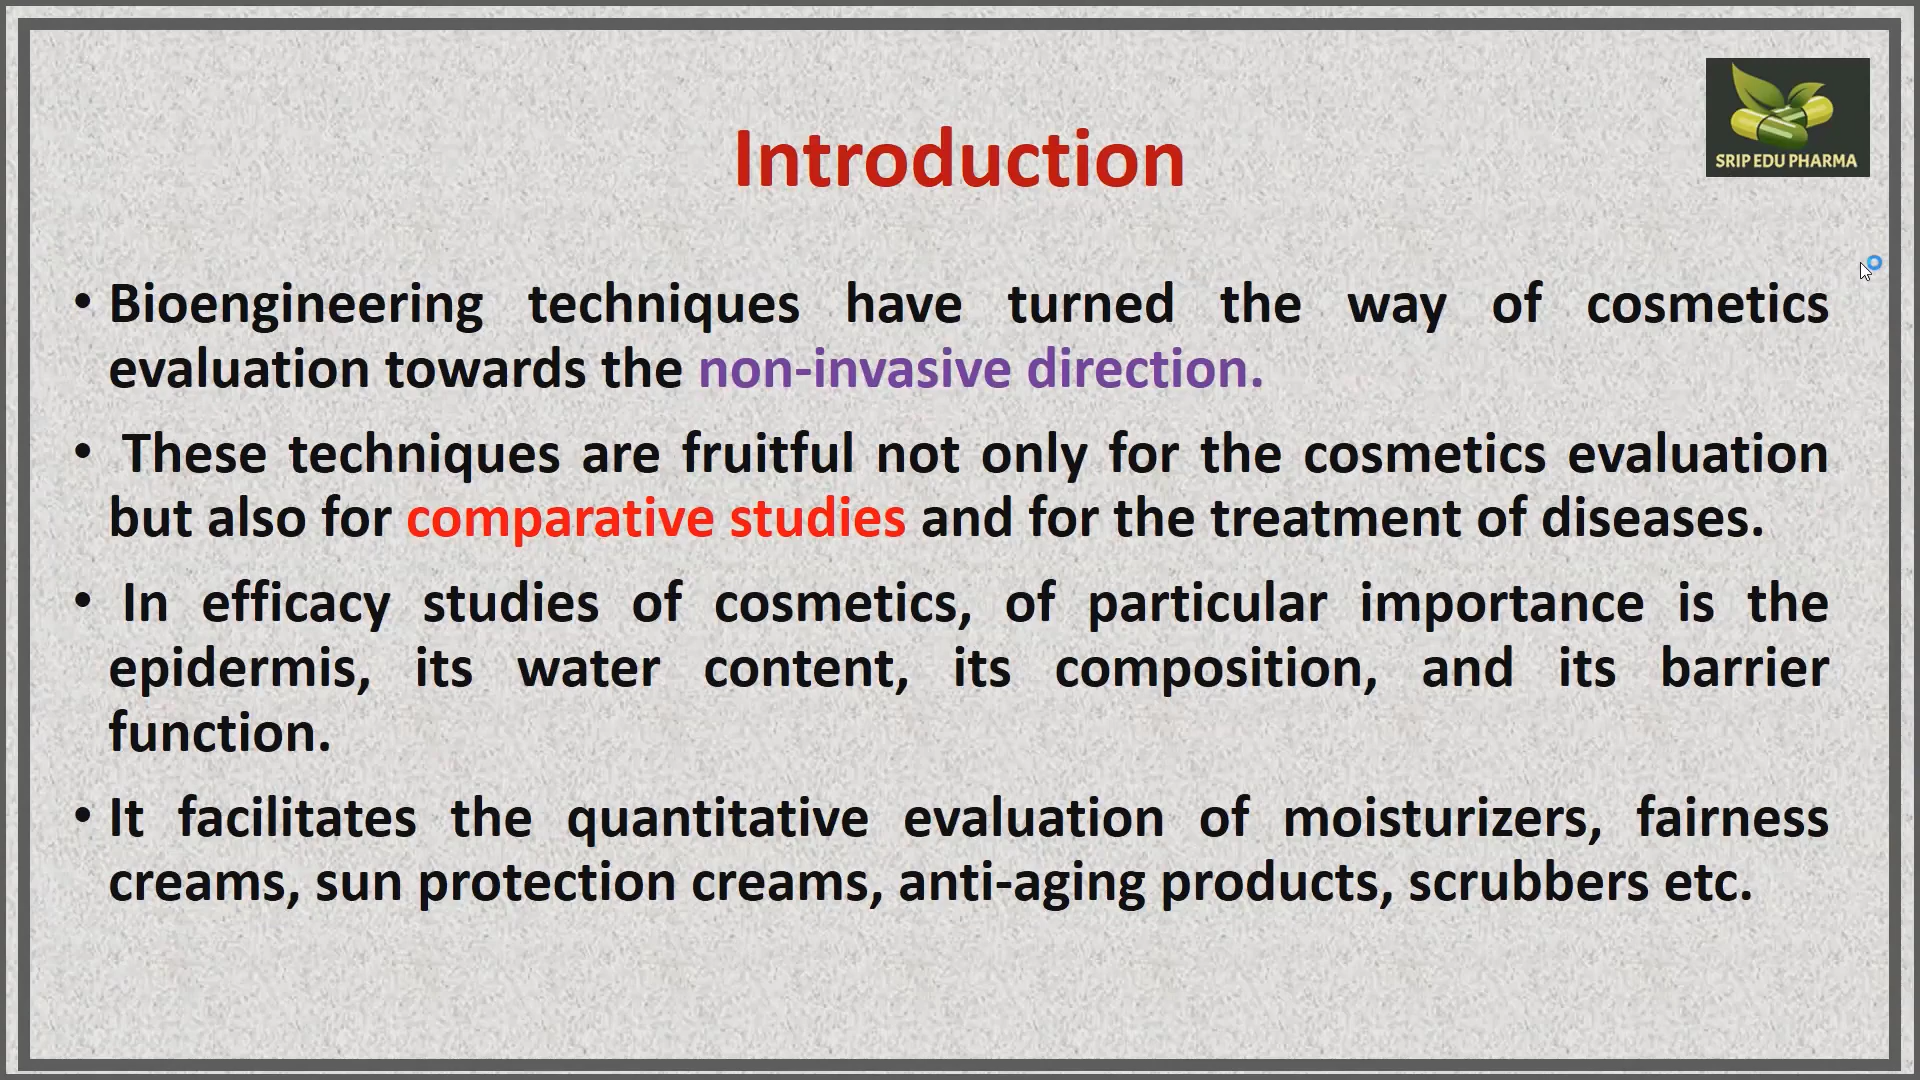 SRIP EDU PHARMA
Introduction
• Bioengineering techniques have turned the way of cosmetics
evaluation towards the non-invasive direction.
• These techniques are fruitful not only for the cosmetics evaluation
but also for comparative studies and for the treatment of diseases.
• In efficacy studies of cosmetics, of particular importance is the
epidermis, its water content, its composition, and its barrier
function.
• It facilitates the quantitative evaluation of moisturizers, fairness
creams, sun protection creams, anti-aging products, scrubbers etc.